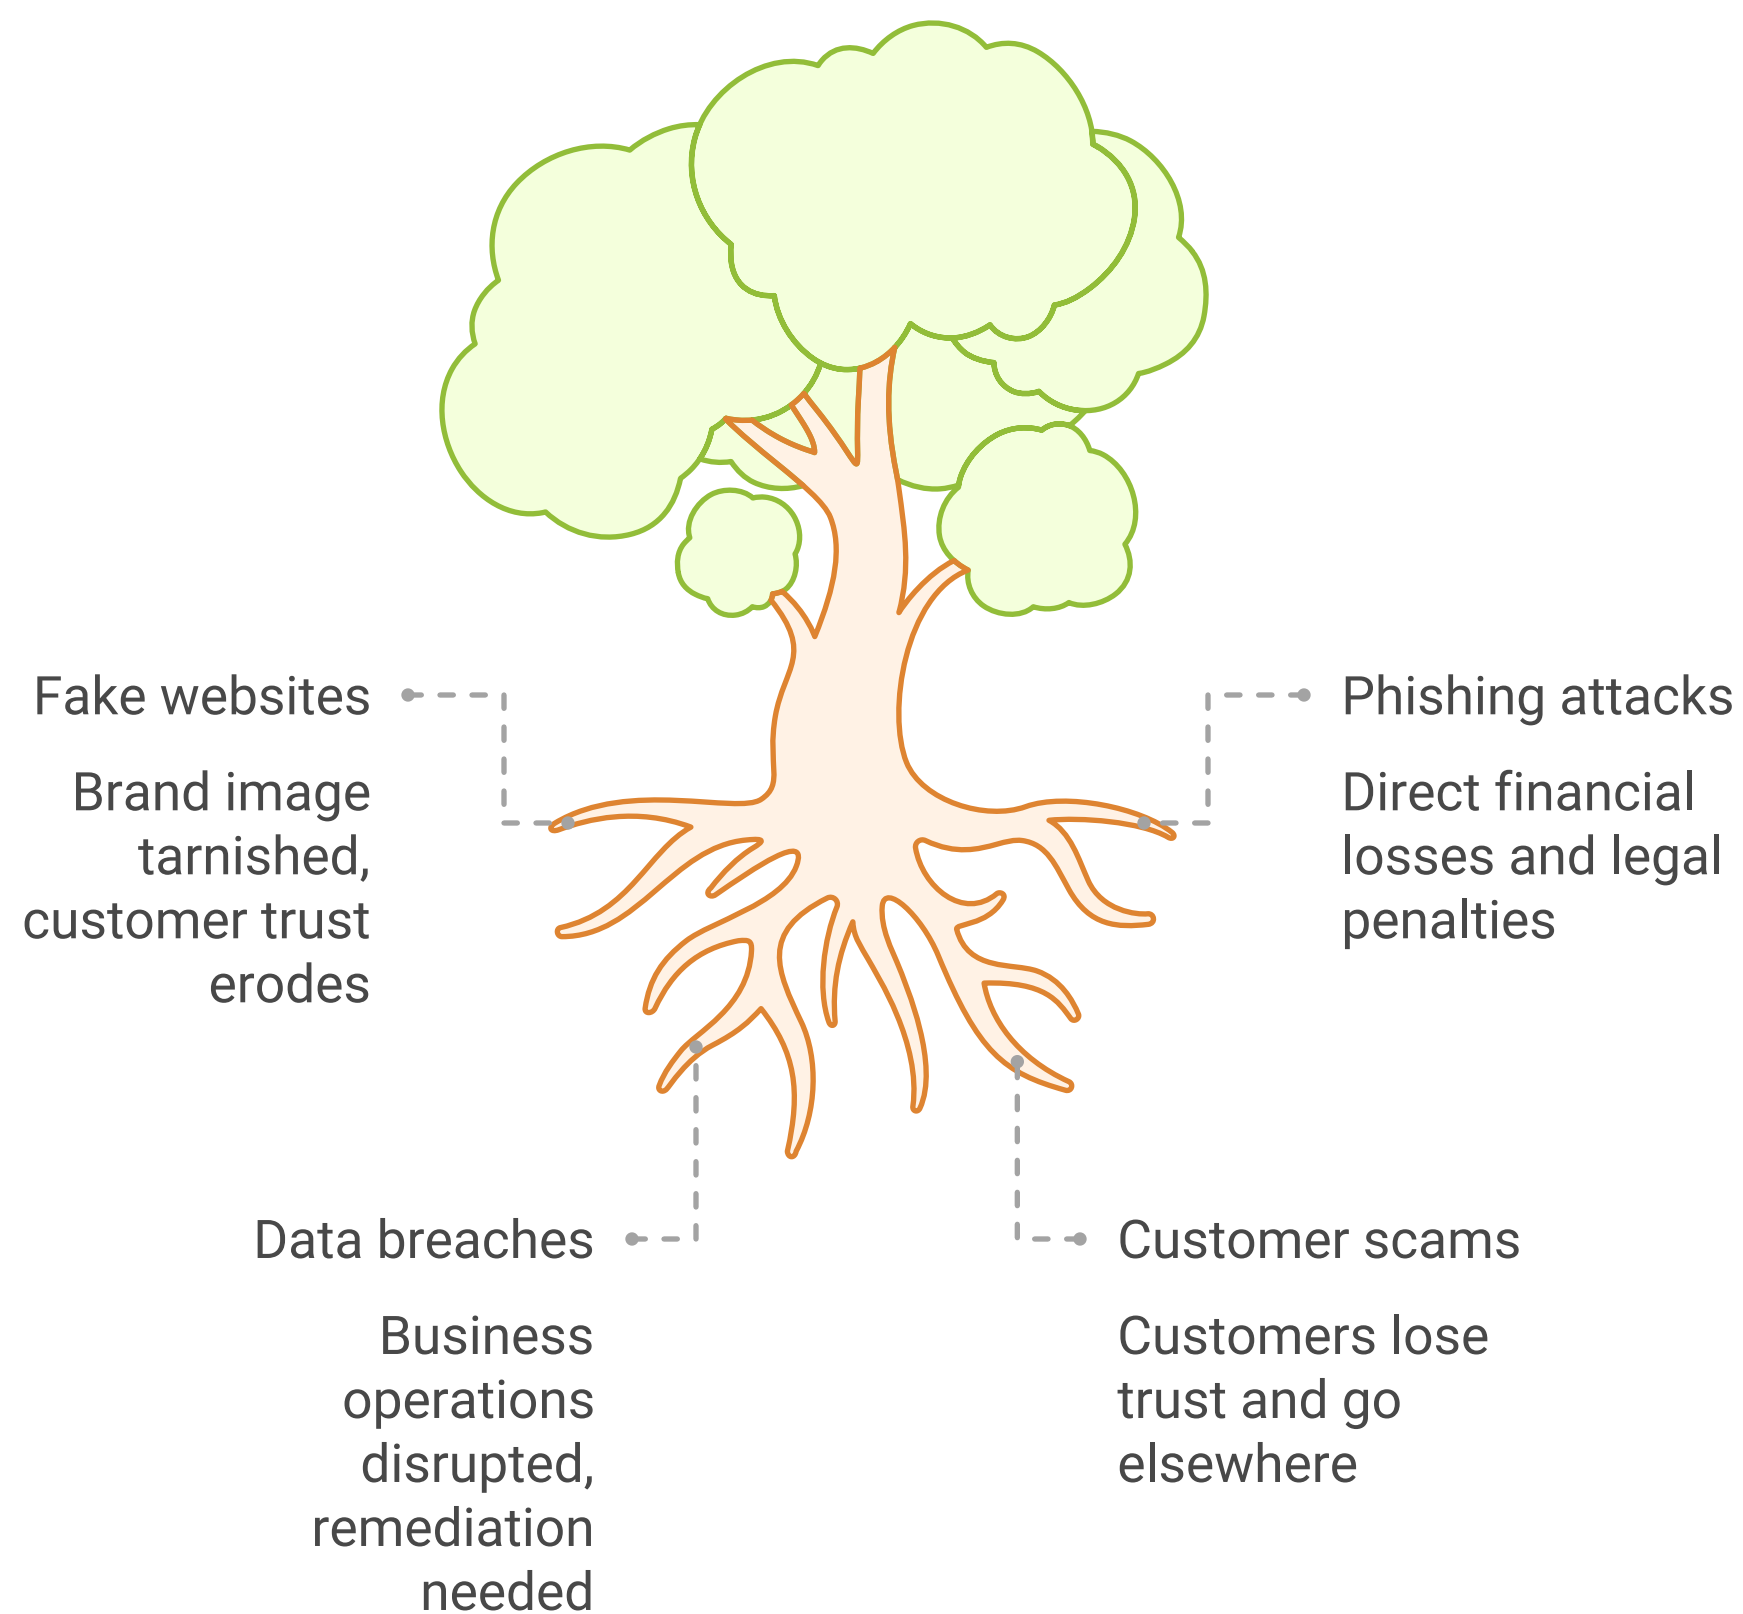 Fake websites
Brand image
tarnished,
customer trust
erodes
Phishing attacks
Direct financial
losses and legal
penalties
Data breaches
Business
operations
disrupted,
remediation
needed
Customer scams
Customers lose
trust and go
elsewhere